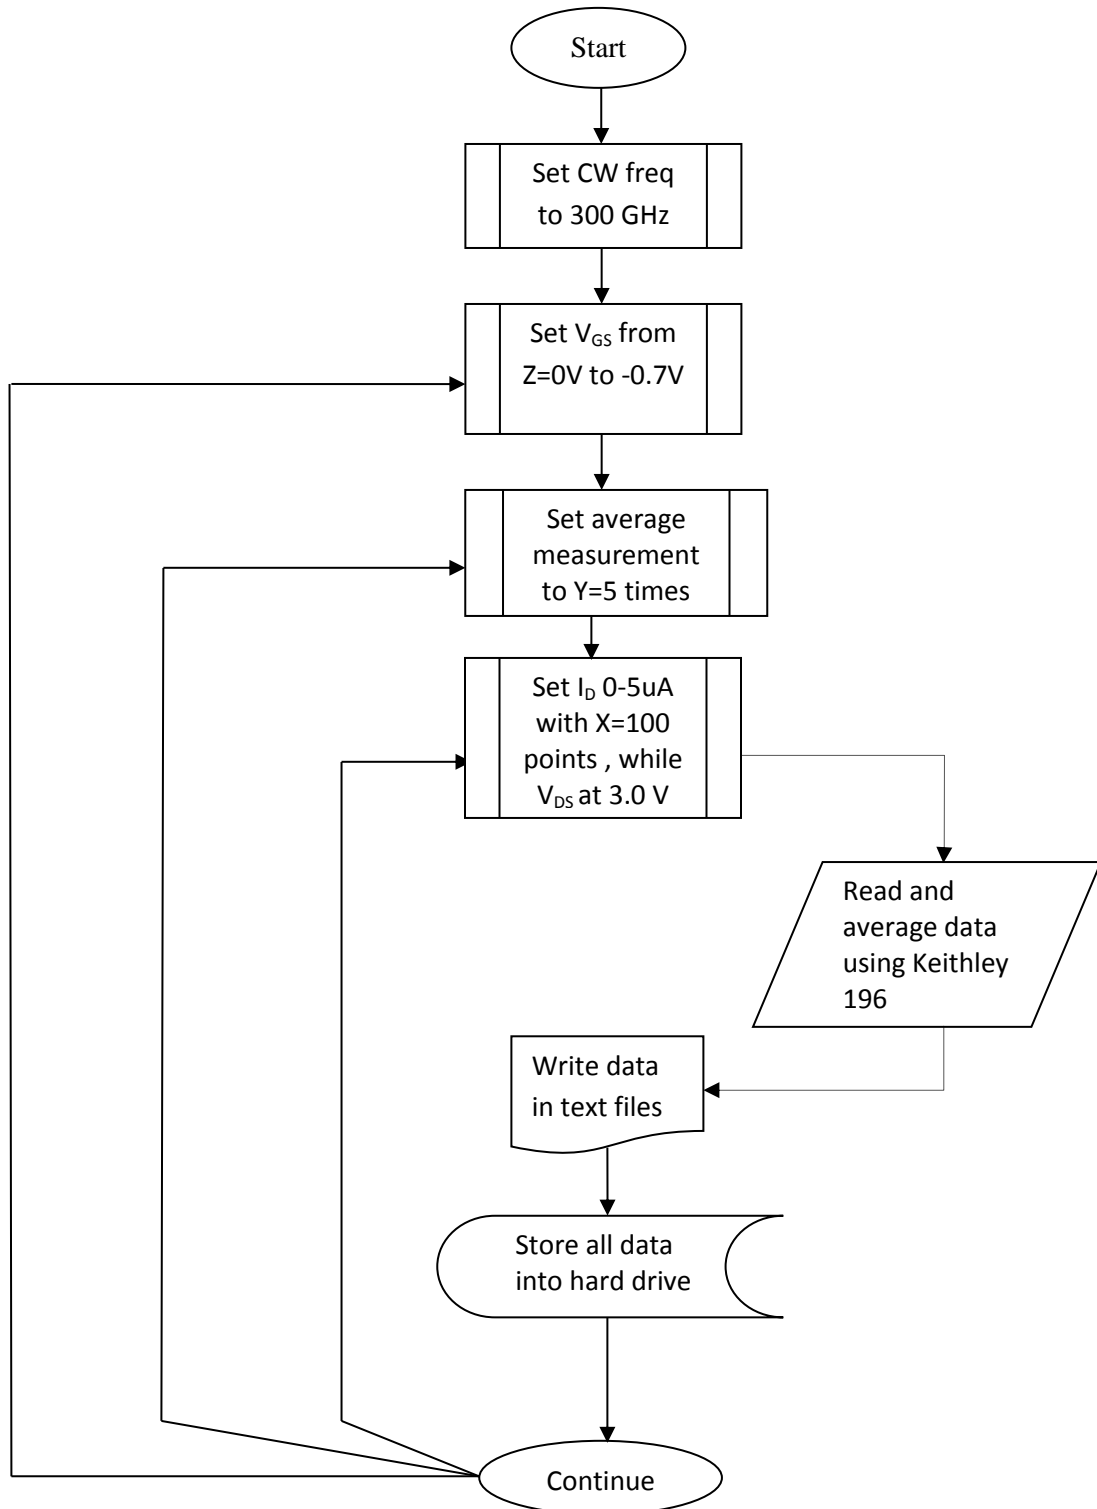 Start
Set CW freq
to 300 GHz
Set VGS from
Z=0V to -0.7V
Set average
measurement
to Y=5 times
Set ID 0-5uA
with X=100
points , while
VDS at 3.0 V
Read and
average data
using Keithley
196
Write data
in text files
Store all data
into hard drive
Continue